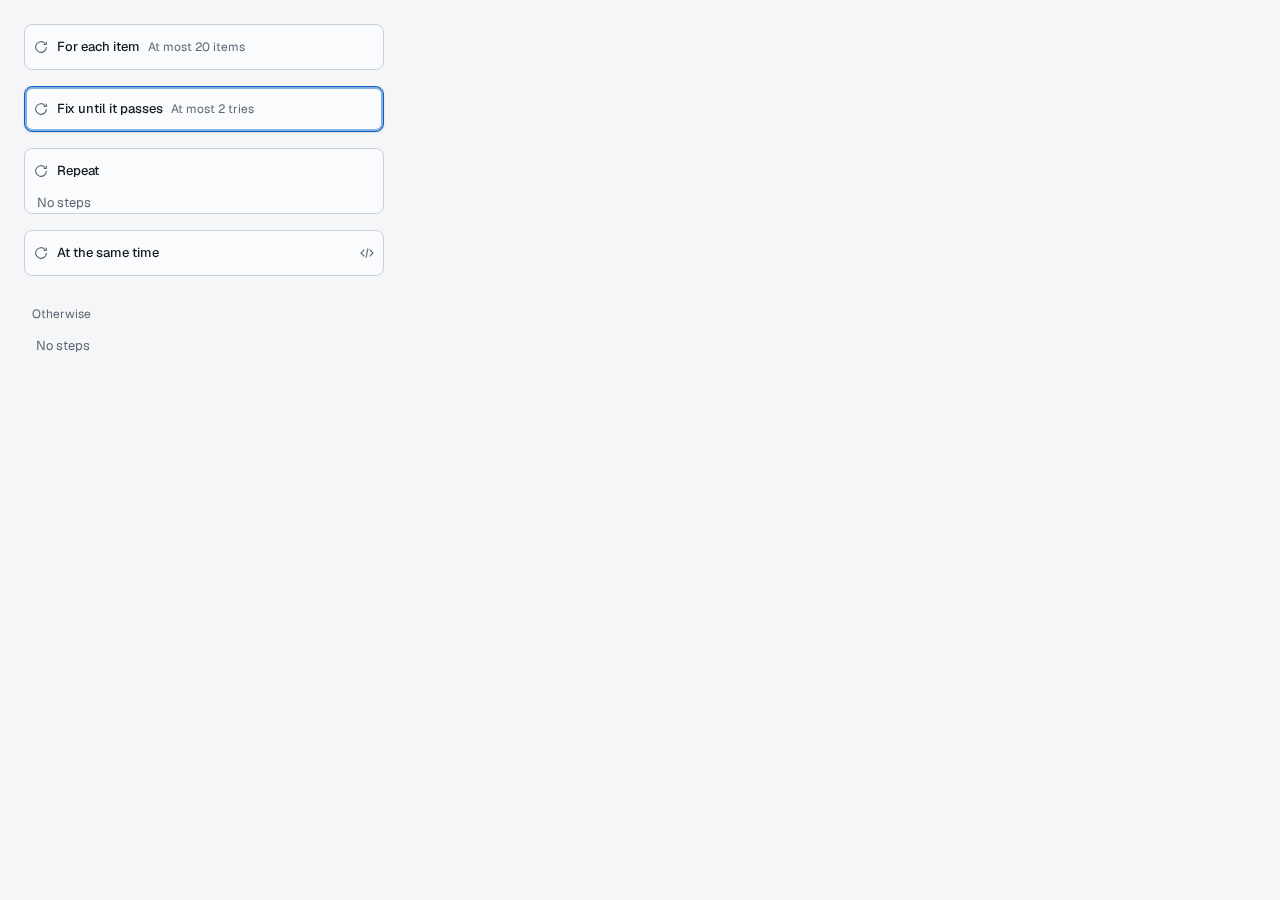 For each item At most 20 items
Fix until it passes At most 2 tries
Repeat
No steps
At the same time
Otherwise
No steps